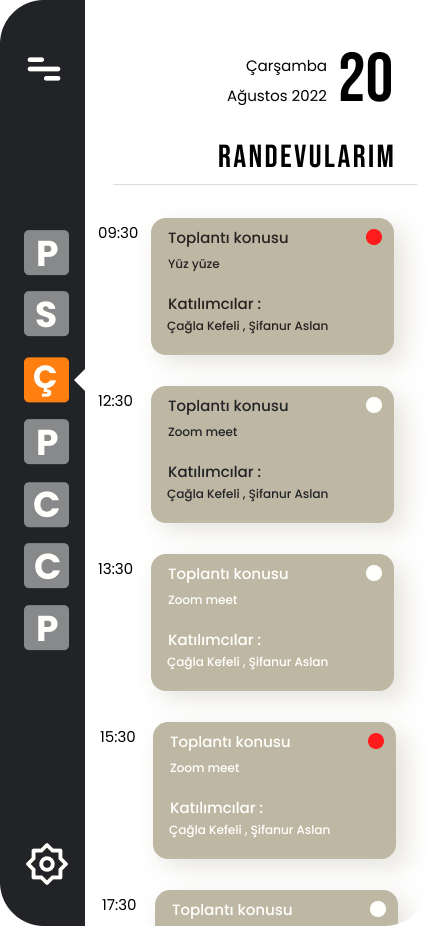 Çarşamba
20
Ağustos 2022
RANDEVULARIM
P
S
Ç
P
C
C
P
09:30
Toplantı konusu
Yüz yüze
Katılımcılar :
Çağla Kefeli , Şifanur Aslan
12:30
Toplantı konusu
Zoom meet
Katılımcılar :
Çağla Kefeli , Şifanur Aslan
13:30
Toplantı konusu
Zoom meet
Katılımcılar :
Çağla Kefeli , Şifanur Aslan
15:30
Toplantı konusu
Zoom meet
Katılımcılar :
Çağla Kefeli , Şifanur Aslan
17:30
Toplantı konusu